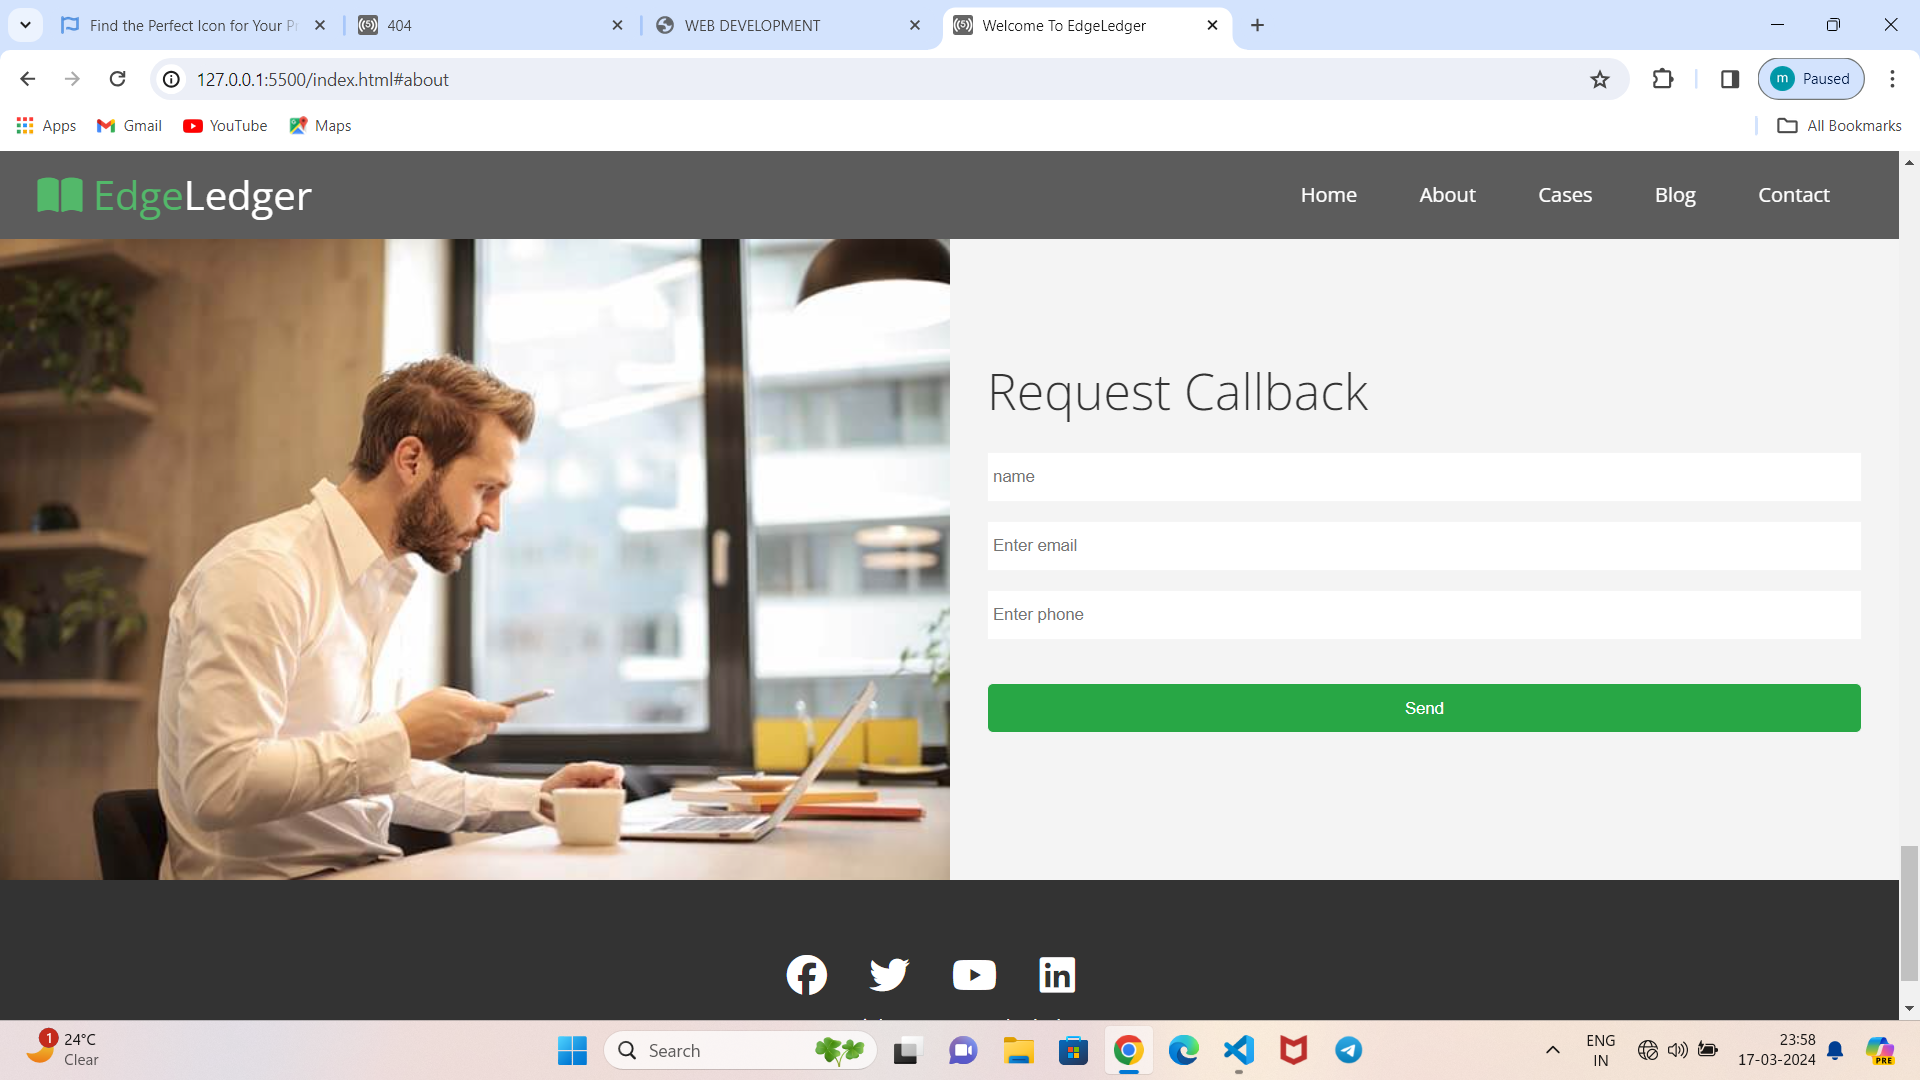 Find the Perfect Icon for Your Pr
404
WEB DEVELOPMENT
Welcome To EdgeLedger
127.0.0.1:5500/index.html#about
m Paused
Apps Gmail YouTube Maps
All Bookmarks
EdgeLedger
Home About Cases Blog Contact
Request Callback
name
Enter email
Enter phone
Send
1
24°C
Clear
Search
ENG
IN
23:58
17-03-2024
PRE